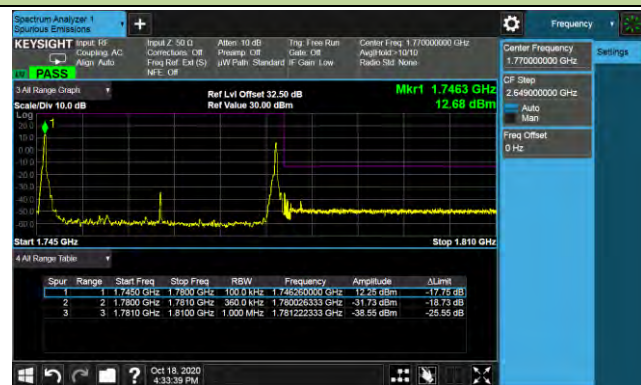 Spectrum Analyzer 1
Spurious Emissions
Frequency
KEYSIGHT Input: RF Input Z: 50 Ω Atten: 10 dB Trig: Free Run Center Freq: 1.770000000 GHz
Coupling: AC Corrections: Off Preamp: Off Gate: Off Avg|Hold:>10/10
Align: Auto Freq Ref: Ext (S) µW Path: Standard IF Gain: Low Radio Std: None
PASS NFE: Off
Center Frequency
1.770000000 GHz
Settings
CF Step
2.649000000 GHz
Auto
Man
Freq Offset
0 Hz
3 All Range Graph Ref Lvl Offset 32.50 dB Mkr1 1.7463 GHz
Scale/Div 10.0 dB Ref Value 30.00 dBm 12.68 dBm
Log
20.0
1
10.0
0.00
-10.0
-20.0
-30.0
-40.0
-50.0
-60.0
Start 1.745 GHz Stop 1.810 GHz
4 All Range Table
Spur Range Start Freq Stop Freq RBW Frequency Amplitude ΔLimit
1 1 1.7450 GHz 1.7800 GHz 100.0 kHz 1.746260000 GHz 12.25 dBm -17.75 dB
2 2 1.7800 GHz 1.7810 GHz 360.0 kHz 1.780026333 GHz -31.73 dBm -18.73 dB
3 3 1.7810 GHz 1.8100 GHz 1.000 MHz 1.781222333 GHz -38.55 dBm -25.55 dB
? Oct 18, 2020
4:33:39 PM